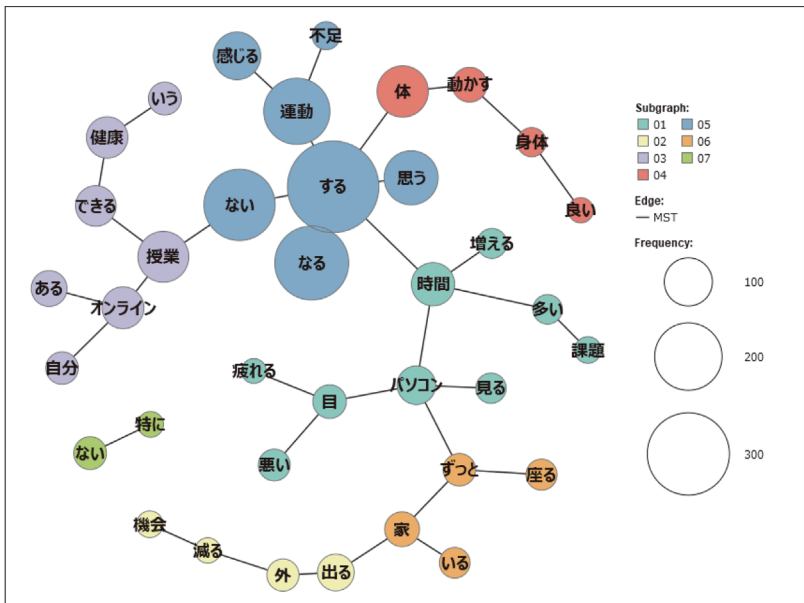 不足
感じる
体
動かす
いう
運動
健康
身体
する
思う
できる
ない
良い
増える
授業
なる
時間
ある
オンライン
多い
課題
自分
疲れる
パソコン
見る
目
特に
ない
悪い
ずっと
座る
機会
家
減る
外
出る
いる
Subgraph:
01 05
02 06
03 07
04
Edge:
MST
Frequency:
100
200
300